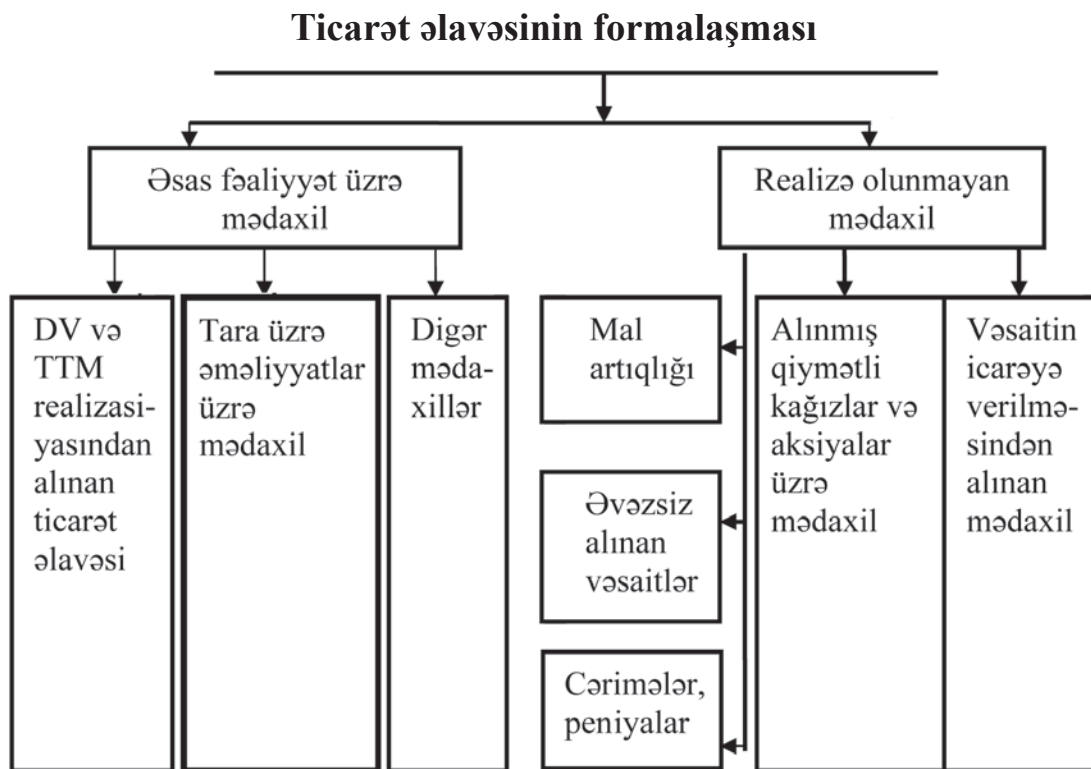 Ticarət əlavəsinin formalaşması
Əsas fəaliyyət üzrə
mədaxil
Realizə olunmayan
mədaxil
DV və
TTM
realizasi-
yasından
alınan
ticarət
əlavəsi
Tara üzrə
əməliyyatlar
üzrə
mədaxil
Digər
məda-
xillər
Mal
artıqlığı
Əvəzsiz
alınan
vəsaitlər
Cərimələr,
peniyalar
Alınmış
qiymətli
kağızlar və
aksiyalar
üzrə
mədaxil
Vəsaitin
icarəyə
verilmə-
sindən
alınan
mədaxil